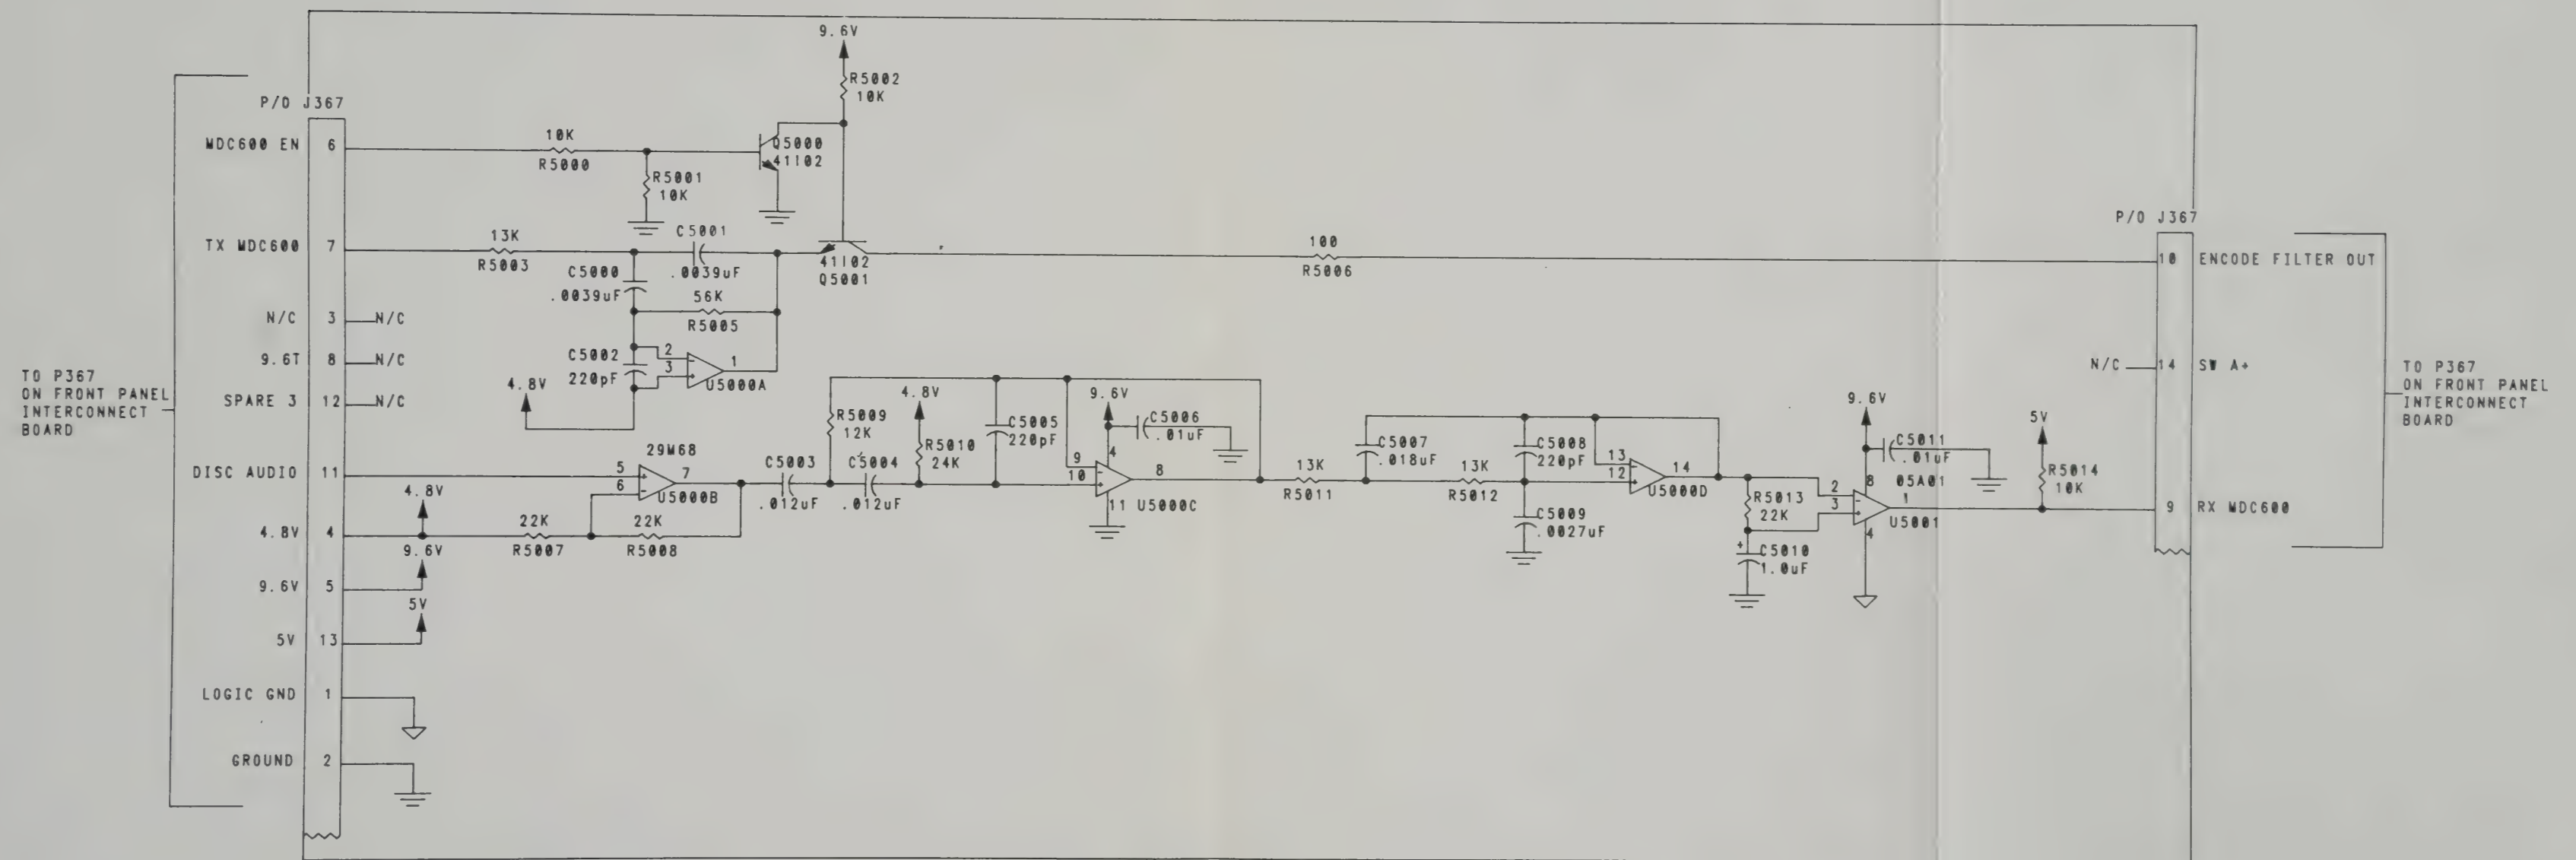 9.6V
R5002
10K
P/O J367
MDC600 EN 6
10K
R5000
R5001
10K
Q5000
41102
TX MDC600 7
13K
R5003
C5001
.0039uF
C5000
.0039uF
56K
R5005
41102
Q5001
100
R5006
P/O J367
10 ENCODE FILTER OUT
N/C 3 N/C
9.6T 8 N/C
SPARE 3 12 N/C
C5002
220pF
2
3
1
U5000A
4.8V
TO P367
ON FRONT PANEL
INTERCONNECT
BOARD
N/C 14 SW A+
TO P367
ON FRONT PANEL
INTERCONNECT
BOARD
DISC AUDIO 11
29M68
5
6
7
U5000B
C5003
.012uF
C5004
.012uF
R5009
12K
4.8V
R5010
24K
C5005
220pF
9.6V
C5006
.01uF
4
9
10
8
11 U5000C
13K
R5011
C5007
.018uF
13K
R5012
C5008
220pF
C5009
.0027uF
13
12
14
U5000D
R5013
22K
+
C5010
1.0uF
9.6V
C5011
.01uF
05A01
8
2
3
1
4
U5001
5V
R5014
10K
9 RX MDC600
4.8V
4.8V 4
22K
R5007
22K
R5008
9.6V
9.6V 5
5V
5V 13
LOGIC GND 1
GROUND 2